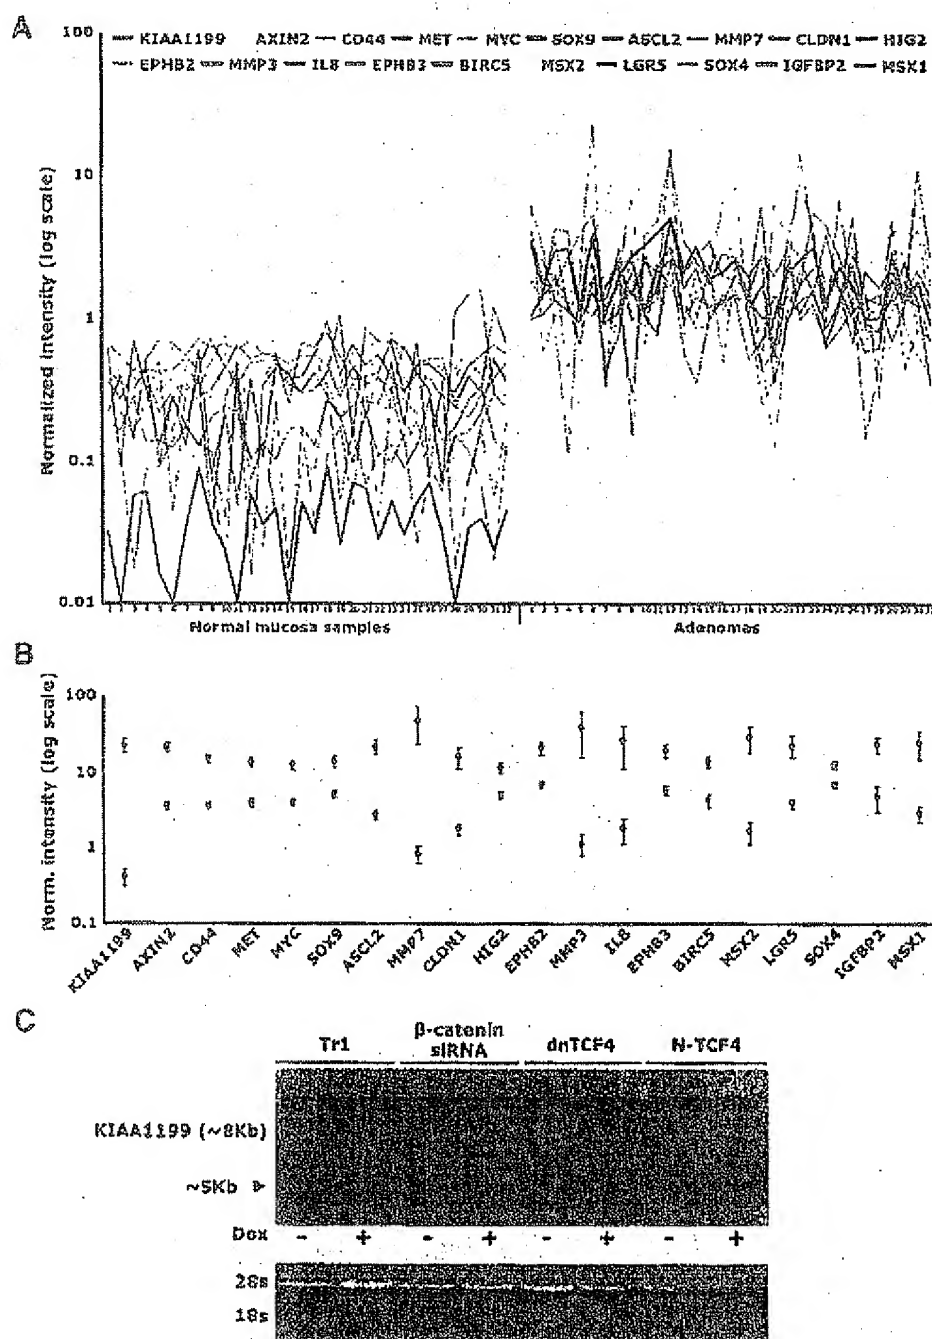 A
100
KIAA1199 AXIN2 CD44 MET MYC SOX9 ASCL2 MMP7 CLDN1 HIG2
EPHB2 MMP3 IL8 EPHB3 BIRC5 MSX2 LGR5 SOX4 IGFBP2 MSX1
10
1
0.1
0.01
Normalized intensity (log scale)
Normal mucosa samples
Adenomas
B
100
10
1
0.1
Norm. intensity (log scale)
KIAA1199 AXIN2 CD44 MET MYC SOX9 ASCL2 MMP7 CLDN1 HIG2 EPHB2 MMP3 IL8 EPHB3 BIRC5 MSX2 LGR5 SOX4 IGFBP2 MSX1
C
Tr1 β-catenin siRNA dnTCF4 N-TCF4
KIAA1199 (~8Kb)
~5Kb
Dox - + - + - + - +
28s
18s